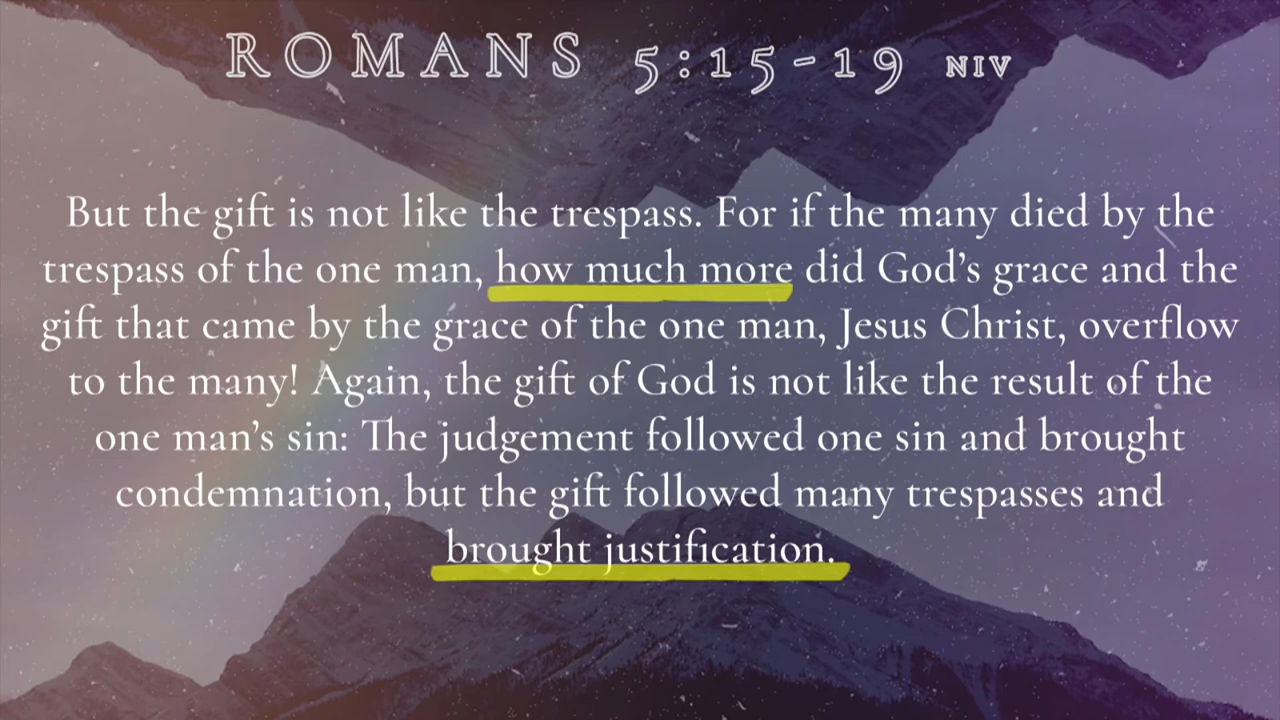 ROMANS 5:15-19 NIV
But the gift is not like the trespass. For if the many died by the
trespass of the one man, how much more did God’s grace and the
gift that came by the grace of the one man, Jesus Christ, overflow
to the many! Again, the gift of God is not like the result of the
one man’s sin: The judgement followed one sin and brought
condemnation, but the gift followed many trespasses and
brought justification.